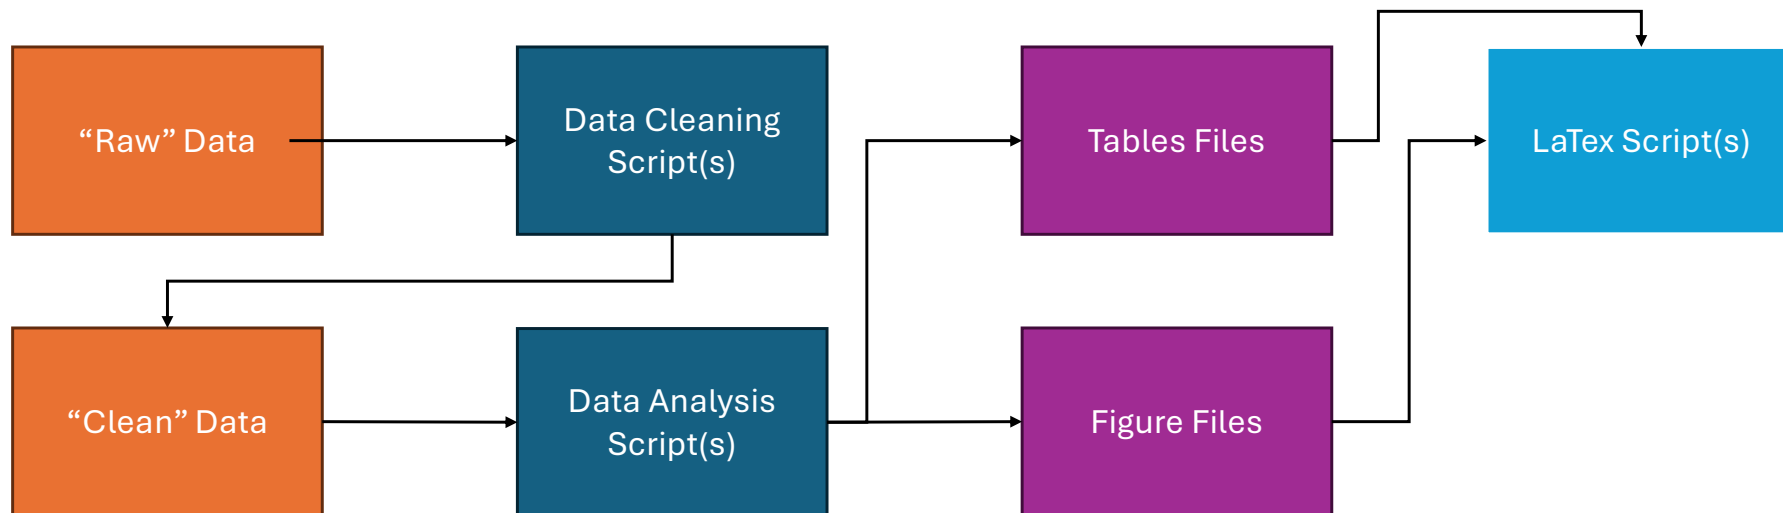 “Raw” Data
Data Cleaning
Script(s)
Tables Files
LaTex Script(s)
“Clean” Data
Data Analysis
Script(s)
Figure Files